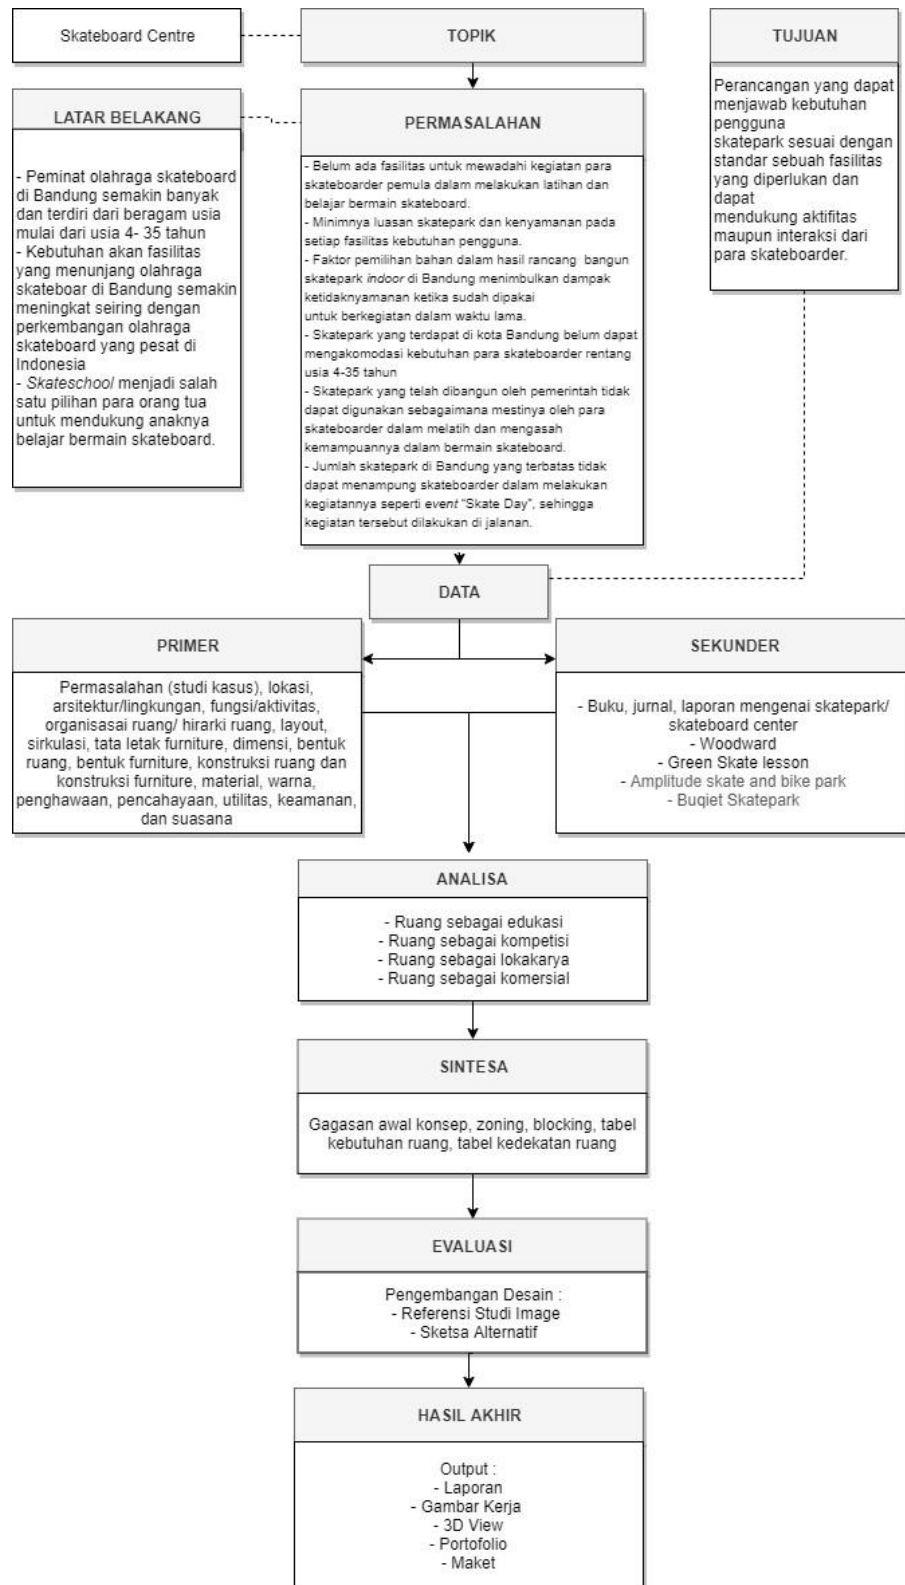 Skateboard Centre
TOPIK
TUJUAN
Perancangan yang dapat
menjawab kebutuhan
pengguna
skatepark sesuai dengan
standar sebuah fasilitas
yang diperlukan dan
dapat
mendukung aktifitas
maupun interaksi dari
para skateboarder.
LATAR BELAKANG
- Peminat olahraga skateboard
di Bandung semakin banyak
dan terdiri dari beragam usia
mulai dari usia 4- 35 tahun
- Kebutuhan akan fasilitas
yang menunjang olahraga
skateboar di Bandung semakin
meningkat seiring dengan
perkembangan olahraga
skateboard yang pesat di
Indonesia
- Skateschool menjadi salah
satu pilihan para orang tua
untuk mendukung anaknya
belajar bermain skateboard.
PERMASALAHAN
- Belum ada fasilitas untuk mewadahi kegiatan para
skateboarder pemula dalam melakukan latihan dan
belajar bermain skateboard.
- Minimnya luasan skatepark dan kenyamanan pada
setiap fasilitas kebutuhan pengguna.
- Faktor pemilihan bahan dalam hasil rancang bangun
skatepark indoor di Bandung menimbulkan dampak
ketidaknyamanan ketika sudah dipakai
untuk berkegiatan dalam waktu lama.
- Skatepark yang terdapat di kota Bandung belum dapat
mengakomodasi kebutuhan para skateboarder rentang
usia 4-35 tahun
- Skatepark yang telah dibangun oleh pemerintah tidak
dapat digunakan sebagaimana mestinya oleh para
skateboarder dalam melatih dan mengasah
kemampuannya dalam bermain skateboard.
- Jumlah skatepark di Bandung yang terbatas tidak
dapat menampung skateboarder dalam melakukan
kegiatannya seperti event "Skate Day", sehingga
kegiatan tersebut dilakukan di jalanan.
DATA
PRIMER
Permasalahan (studi kasus), lokasi,
arsitektur/lingkungan, fungsi/aktivitas,
organisasai ruang/ hirarki ruang, layout,
sirkulasi, tata letak furniture, dimensi, bentuk
ruang, bentuk furniture, konstruksi ruang dan
konstruksi furniture, material, warna,
penghawaan, pencahayaan, utilitas, keamanan,
dan suasana
SEKUNDER
- Buku, jurnal, laporan mengenai skatepark/
skateboard center
- Woodward
- Green Skate lesson
- Amplitude skate and bike park
- Buqiet Skatepark
ANALISA
- Ruang sebagai edukasi
- Ruang sebagai kompetisi
- Ruang sebagai lokakarya
- Ruang sebagai komersial
SINTESA
Gagasan awal konsep, zoning, blocking, tabel
kebutuhan ruang, tabel kedekatan ruang
EVALUASI
Pengembangan Desain :
- Referensi Studi Image
- Sketsa Alternatif
HASIL AKHIR
Output :
- Laporan
- Gambar Kerja
- 3D View
- Portofolio
- Maket